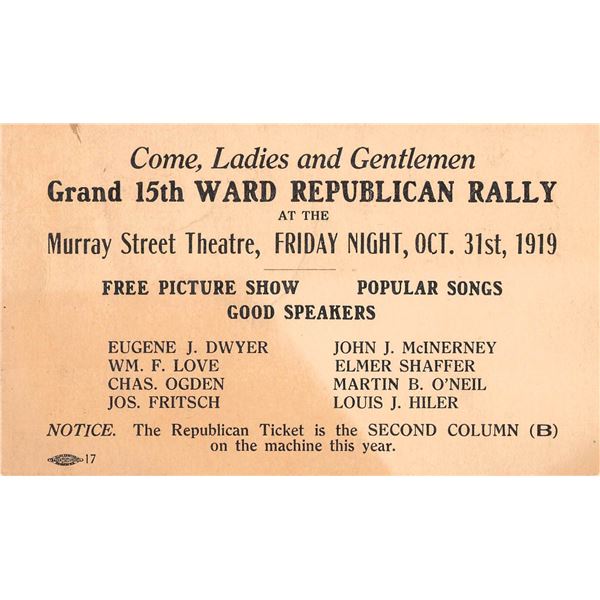 Come, Ladies and Gentlemen
Grand 15th WARD REPUBLICAN RALLY
AT THE
Murray Street Theatre, FRIDAY NIGHT, OCT. 31st, 1919
FREE PICTURE SHOW POPULAR SONGS
GOOD SPEAKERS
EUGENE J. DWYER JOHN J. McINERNEY
WM. F. LOVE ELMER SHAFFER
CHAS. OGDEN MARTIN B. O'NEIL
JOS. FRITSCH LOUIS J. HILER
NOTICE. The Republican Ticket is the SECOND COLUMN (B)
on the machine this year.
17